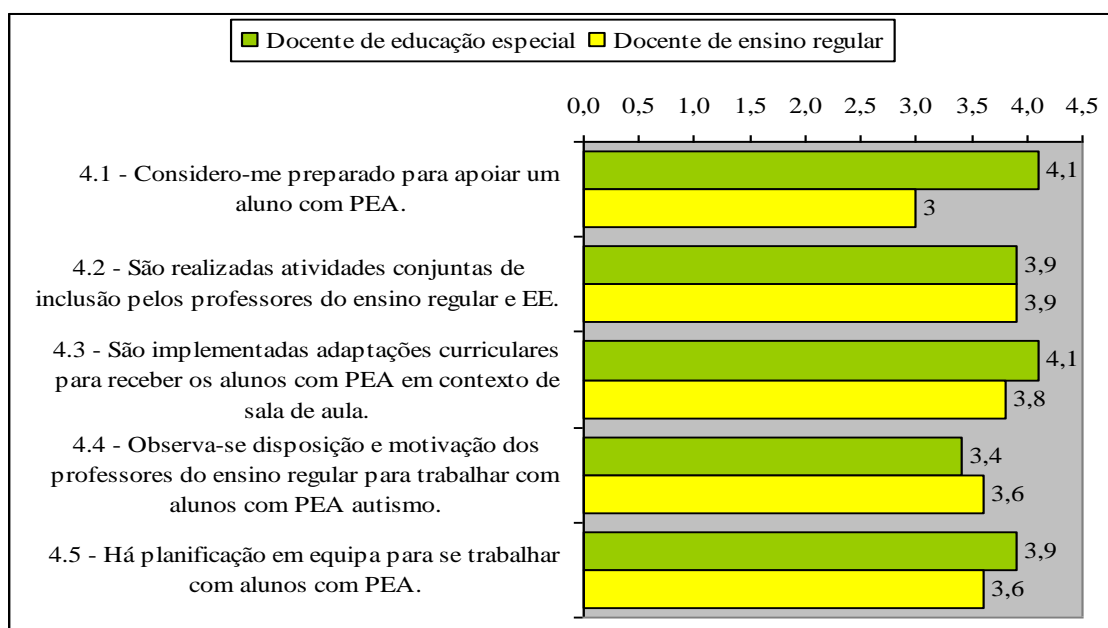 Docente de educação especial Docente de ensino regular
0,0 0,5 1,0 1,5 2,0 2,5 3,0 3,5 4,0 4,5
4.1 - Considero-me preparado para apoiar um
aluno com PEA.
4,1
3
4.2 - São realizadas atividades conjuntas de
inclusão pelos professores do ensino regular e EE.
3,9
3,9
4.3 - São implementadas adaptações curriculares
para receber os alunos com PEA em contexto de
sala de aula.
4,1
3,8
4.4 - Observa-se disposição e motivação dos
professores do ensino regular para trabalhar com
alunos com PEA autismo.
3,4
3,6
4.5 - Há planificação em equipa para se trabalhar
com alunos com PEA.
3,9
3,6